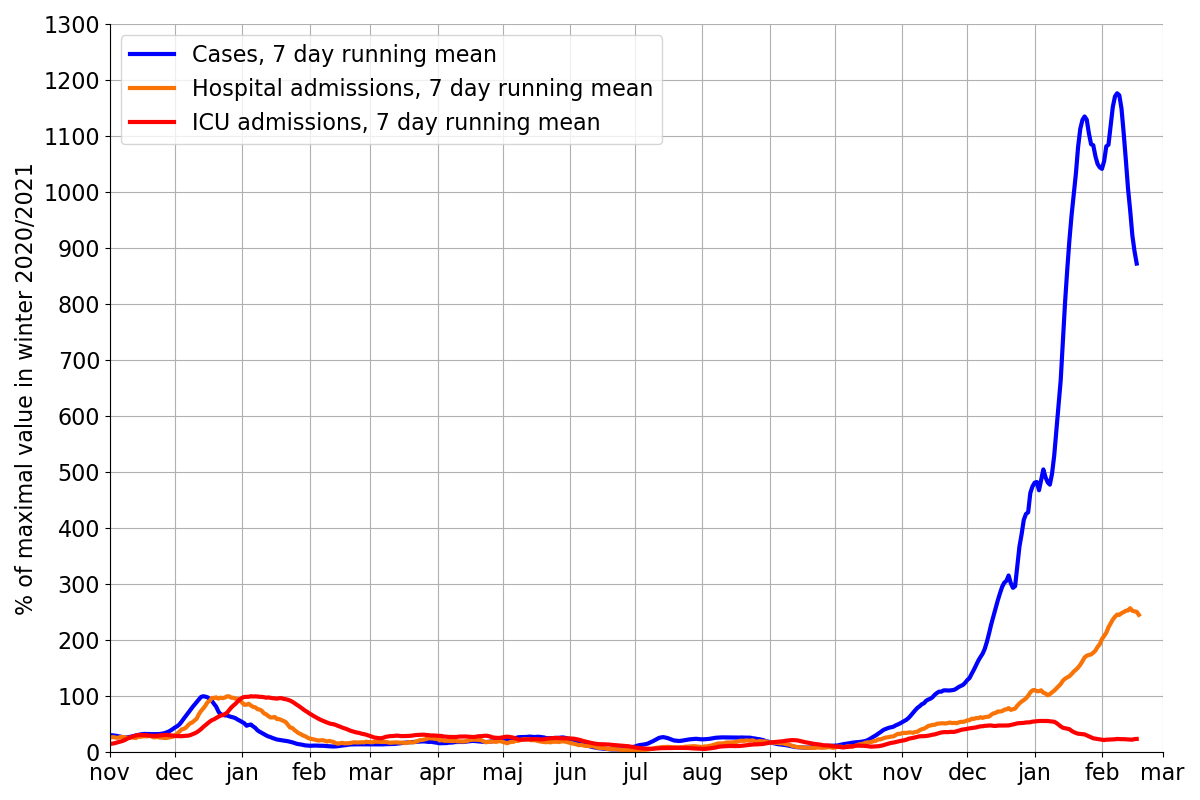 Cases, 7 day running mean
Hospital admissions, 7 day running mean
ICU admissions, 7 day running mean
% of maximal value in winter 2020/2021
1300
1200
1100
1000
900
800
700
600
500
400
300
200
100
0
nov dec jan feb mar apr maj jun jul aug sep okt nov dec jan feb mar